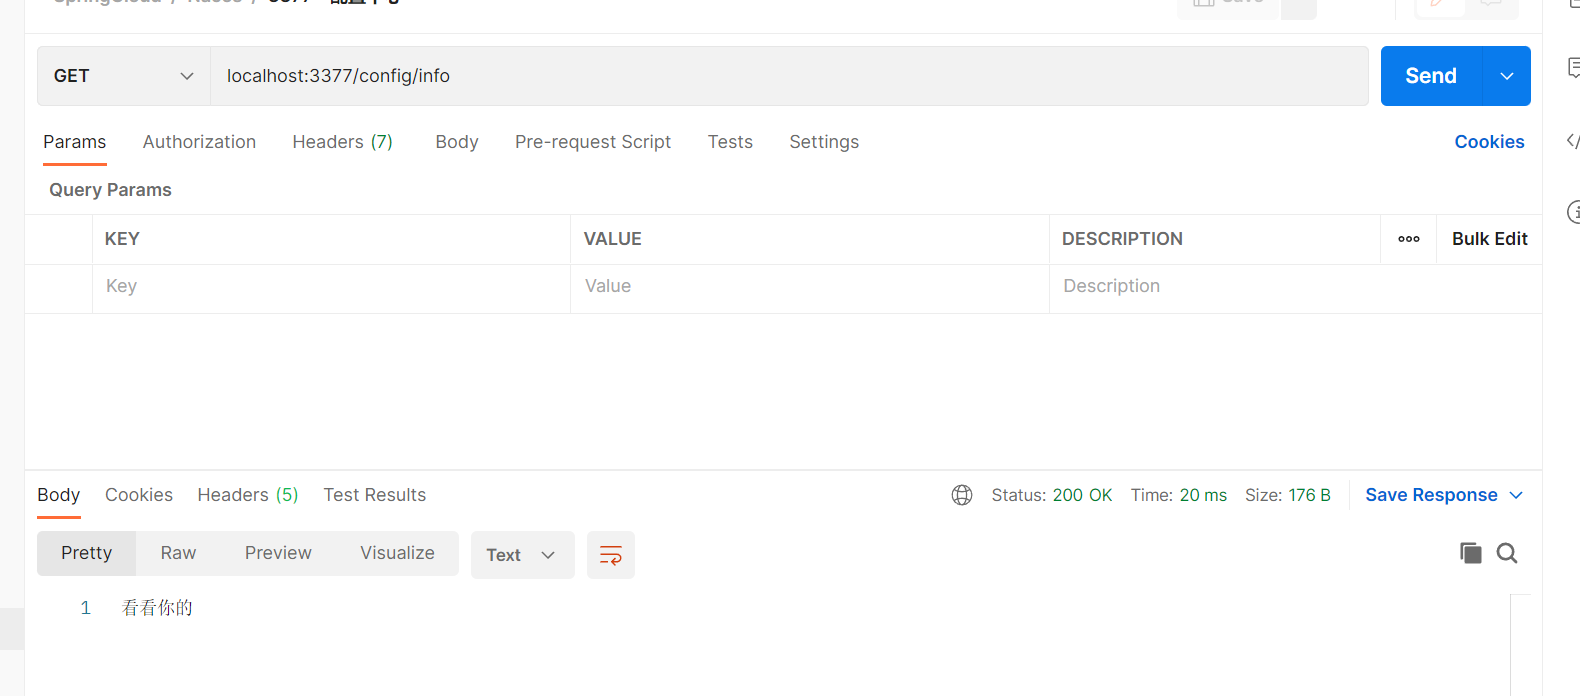 GET localhost:3377/config/info Send
Params Authorization Headers (7) Body Pre-request Script Tests Settings Cookies
Query Params
KEY VALUE DESCRIPTION Bulk Edit
Key Value Description
Body Cookies Headers (5) Test Results Status: 200 OK Time: 20 ms Size: 176 B Save Response
Pretty Raw Preview Visualize Text
1 看看你的